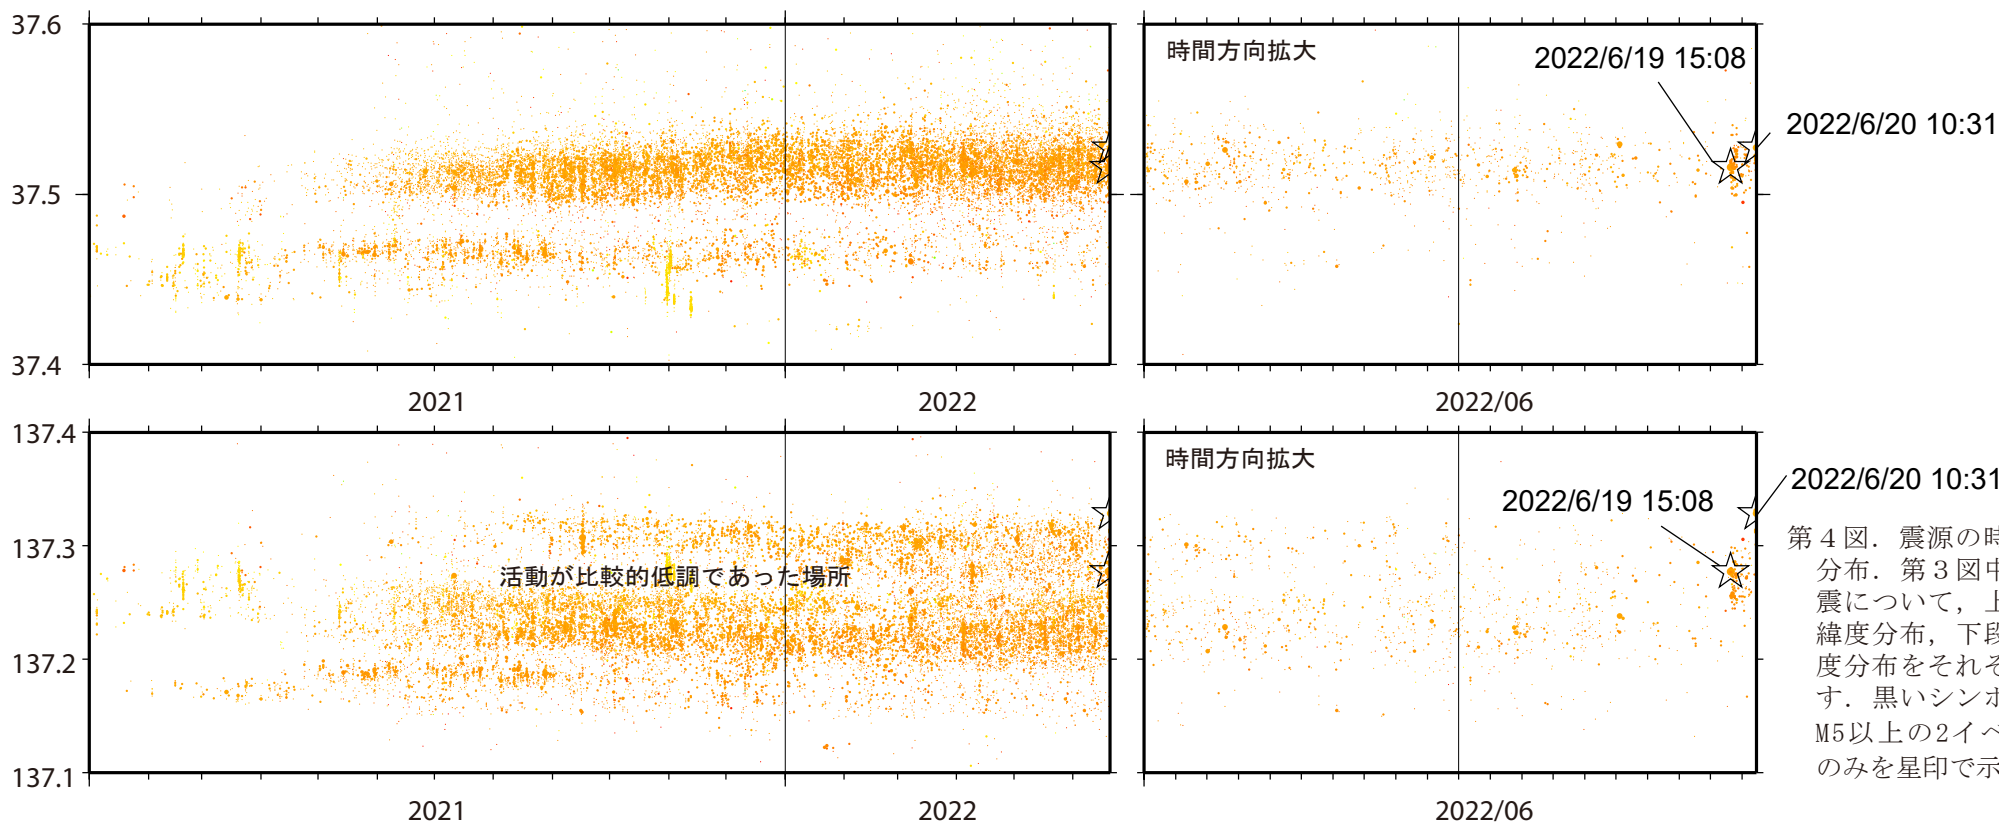 37.6
37.5
37.4
2021
2022
時間方向拡大
2022/6/19 15:08
2022/6/20 10:31
2022/06
137.4
137.3
137.2
137.1
活動が比較的低調であった場所
2021
2022
時間方向拡大
2022/6/19 15:08
2022/6/20 10:31
2022/06
第４図．震源の時
分布．第３図中
震について，上
緯度分布，下段
度分布をそれそ
す．黒いシンボ
M5以上の2イベ
のみを星印で示